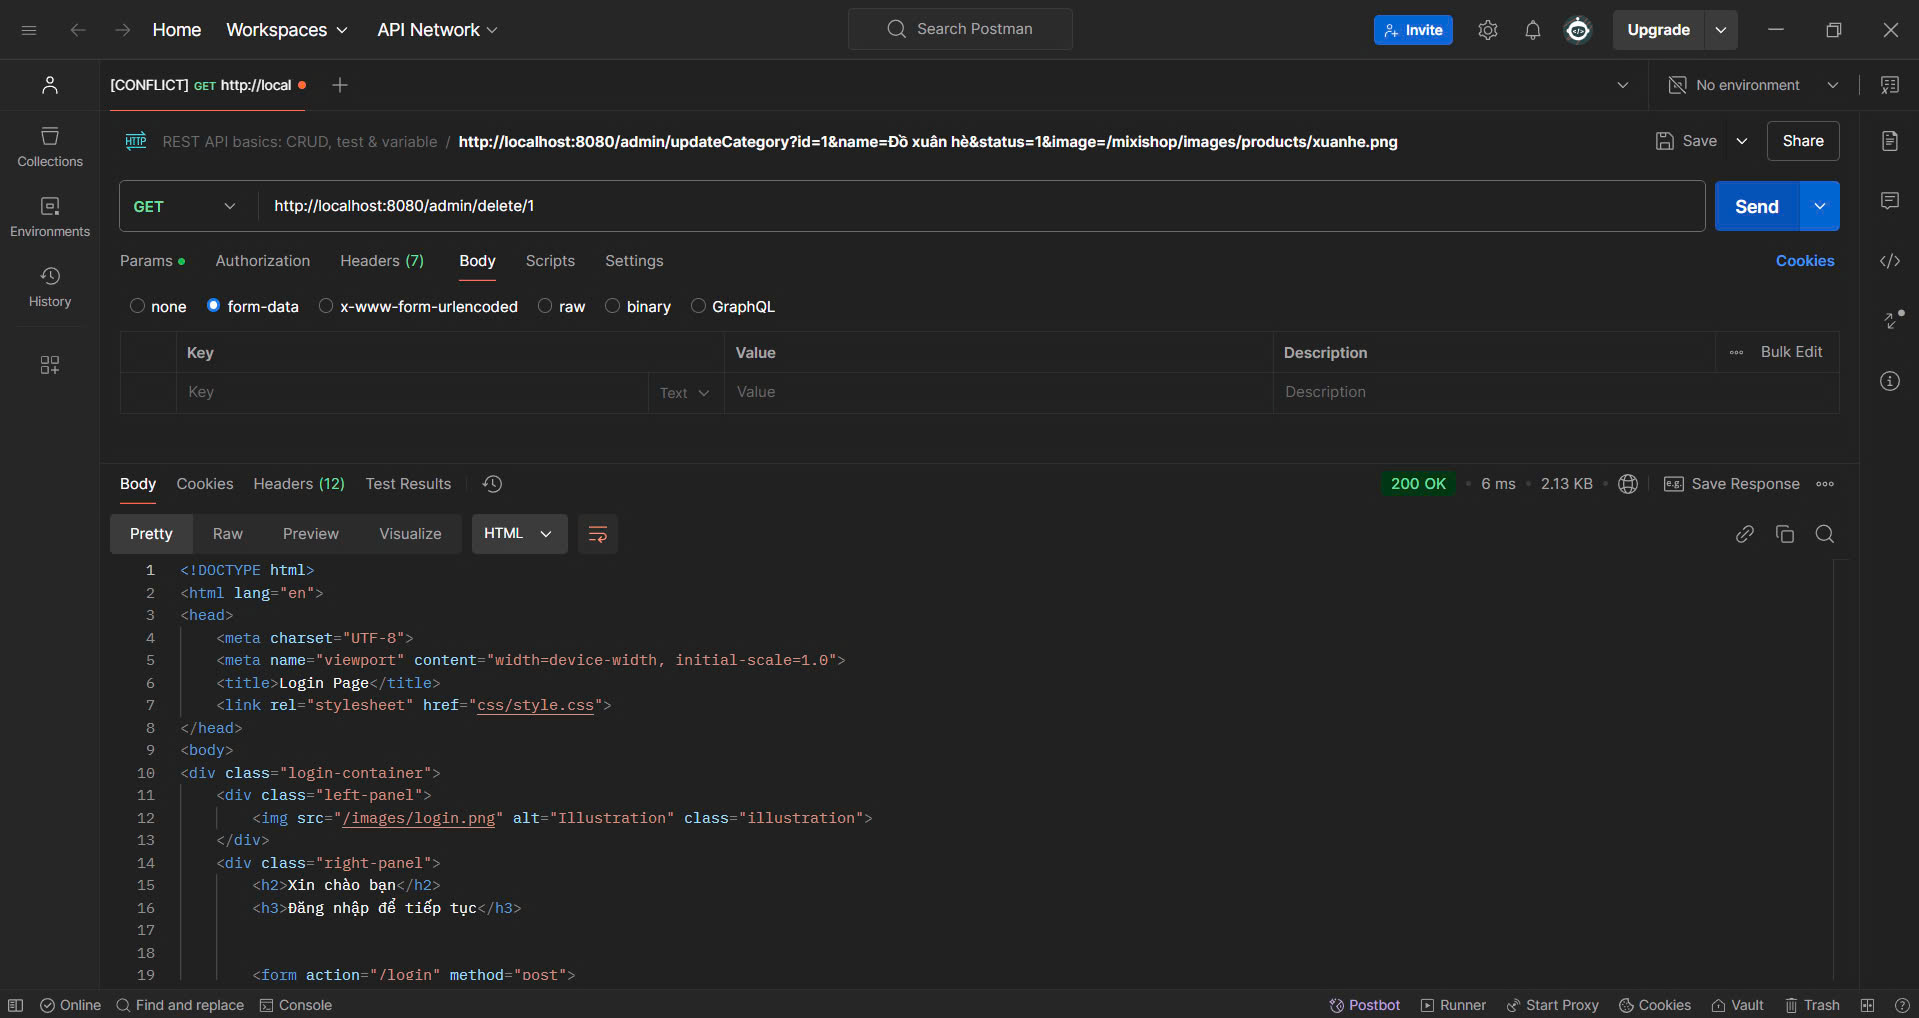 Home Workspaces API Network Search Postman Invite Upgrade
[CONFLICT] GET http://local No environment
HTTP REST API basics: CRUD, test & variable / http://localhost:8080/admin/updateCategory?id=1&name=Đồ xuân hè&status=1&image=/mixishop/images/products/xuanhe.png Save Share
Collections
Environments
History
GET http://localhost:8080/admin/delete/1 Send
Params Authorization Headers (7) Body Scripts Settings Cookies
none form-data x-www-form-urlencoded raw binary GraphQL
Key Value Description Bulk Edit
Key Text Value Description
Body Cookies Headers (12) Test Results 200 OK 6 ms 2.13 KB e.g. Save Response
Pretty Raw Preview Visualize HTML
1 <!DOCTYPE html>
2 <html lang="en">
3 <head>
4 <meta charset="UTF-8">
5 <meta name="viewport" content="width=device-width, initial-scale=1.0">
6 <title>Login Page</title>
7 <link rel="stylesheet" href="css/style.css">
8 </head>
9 <body>
10 <div class="login-container">
11 <div class="left-panel">
12 <img src="/images/login.png" alt="Illustration" class="illustration">
13 </div>
14 <div class="right-panel">
15 <h2>Xin chào bạn</h2>
16 <h3>Đăng nhập để tiếp tục</h3>
17
18
19 <form action="/login" method="post">
Online Find and replace Console Postbot Runner Start Proxy Cookies Vault Trash